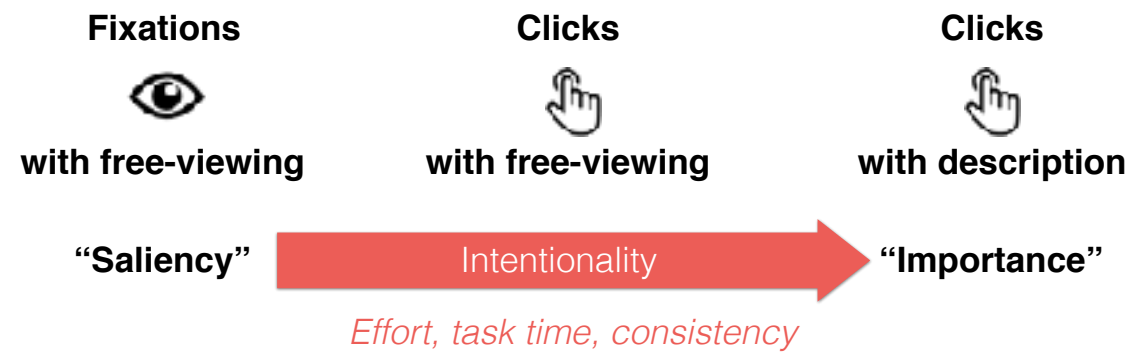 Fixations Clicks Clicks
with free-viewing with free-viewing with description
“Saliency” Intentionality “Importance”
Effort, task time, consistency